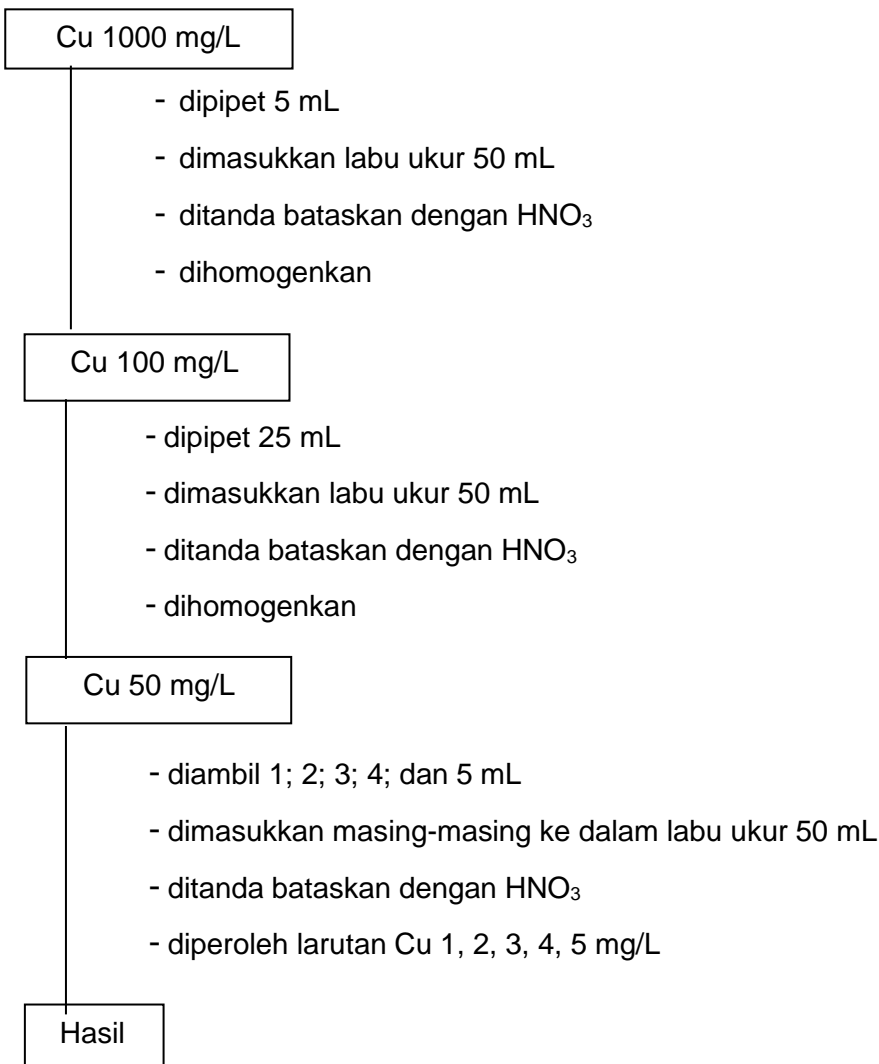 Cu 1000 mg/L
- dipipet 5 mL
- dimasukkan labu ukur 50 mL
- ditanda bataskan dengan HNO₃
- dihomogenkan
Cu 100 mg/L
- dipipet 25 mL
- dimasukkan labu ukur 50 mL
- ditanda bataskan dengan HNO₃
- dihomogenkan
Cu 50 mg/L
- diambil 1; 2; 3; 4; dan 5 mL
- dimasukkan masing-masing ke dalam labu ukur 50 mL
- ditanda bataskan dengan HNO₃
- diperoleh larutan Cu 1, 2, 3, 4, 5 mg/L
Hasil